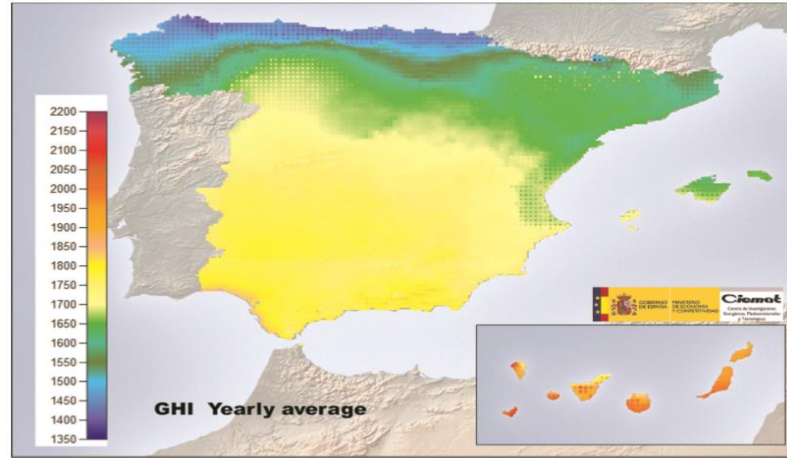 2200
2150
2100
2050
2000
1950
1900
1850
1800
1750
1700
1650
1600
1550
1500
1450
1400
1350
GHI Yearly average
GOBIERNO
DE ESPAÑA
MINISTERIO
DE ECONOMÍA
Y COMPETITIVIDAD
Ciemat
Centro de Investigaciones
Energéticas, Medioambientales
y Tecnológicas